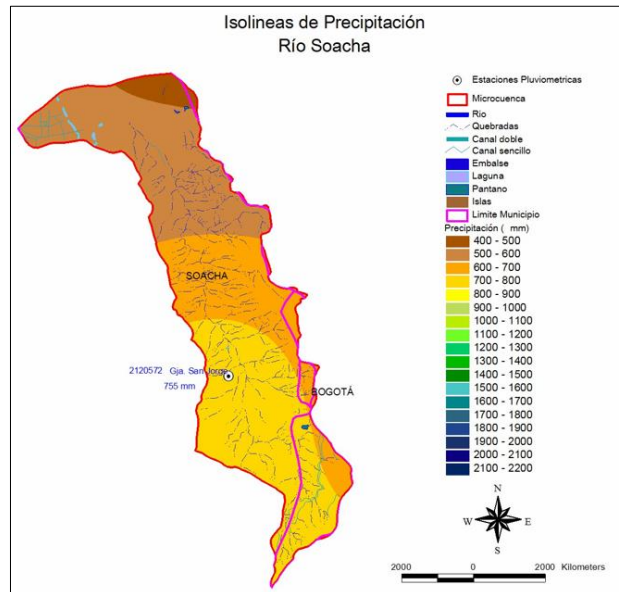 Isolineas de Precipitación
Río Soacha
Estaciones Pluviometricas
Microcuenca
Rio
Quebradas
Canal doble
Canal sencillo
Embalse
Laguna
Pantano
Islas
Limite Municipio
Precipitación ( mm)
400 - 500
500 - 600
600 - 700
700 - 800
800 - 900
900 - 1000
1000 - 1100
1100 - 1200
1200 - 1300
1300 - 1400
1400 - 1500
1500 - 1600
1600 - 1700
1700 - 1800
1800 - 1900
1900 - 2000
2000 - 2100
2100 - 2200
SOACHA
2120572 Gja. San Jorge
755 mm
BOGOTÁ
N
W E
S
2000 0 2000 Kilometers